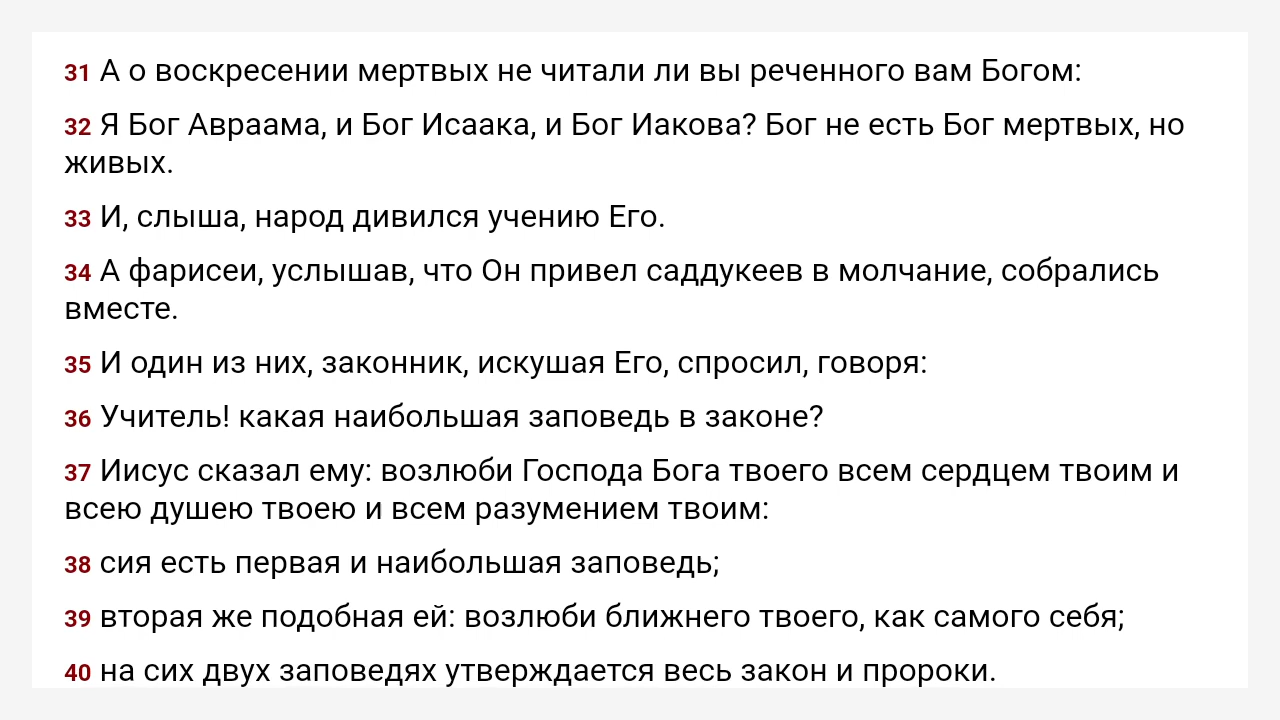 31 А о воскресении мертвых не читали ли вы реченного вам Богом:
32 Я Бог Авраама, и Бог Исаака, и Бог Иакова? Бог не есть Бог мертвых, но
живых.
33 И, слыша, народ дивился учению Его.
34 А фарисеи, услышав, что Он привел саддукеев в молчание, собрались
вместе.
35 И один из них, законник, искушая Его, спросил, говоря:
36 Учитель! какая наибольшая заповедь в законе?
37 Иисус сказал ему: возлюби Господа Бога твоего всем сердцем твоим и
всею душею твоею и всем разумением твоим:
38 сия есть первая и наибольшая заповедь;
39 вторая же подобная ей: возлюби ближнего твоего, как самого себя;
40 на сих двух заповедях утверждается весь закон и пророки.